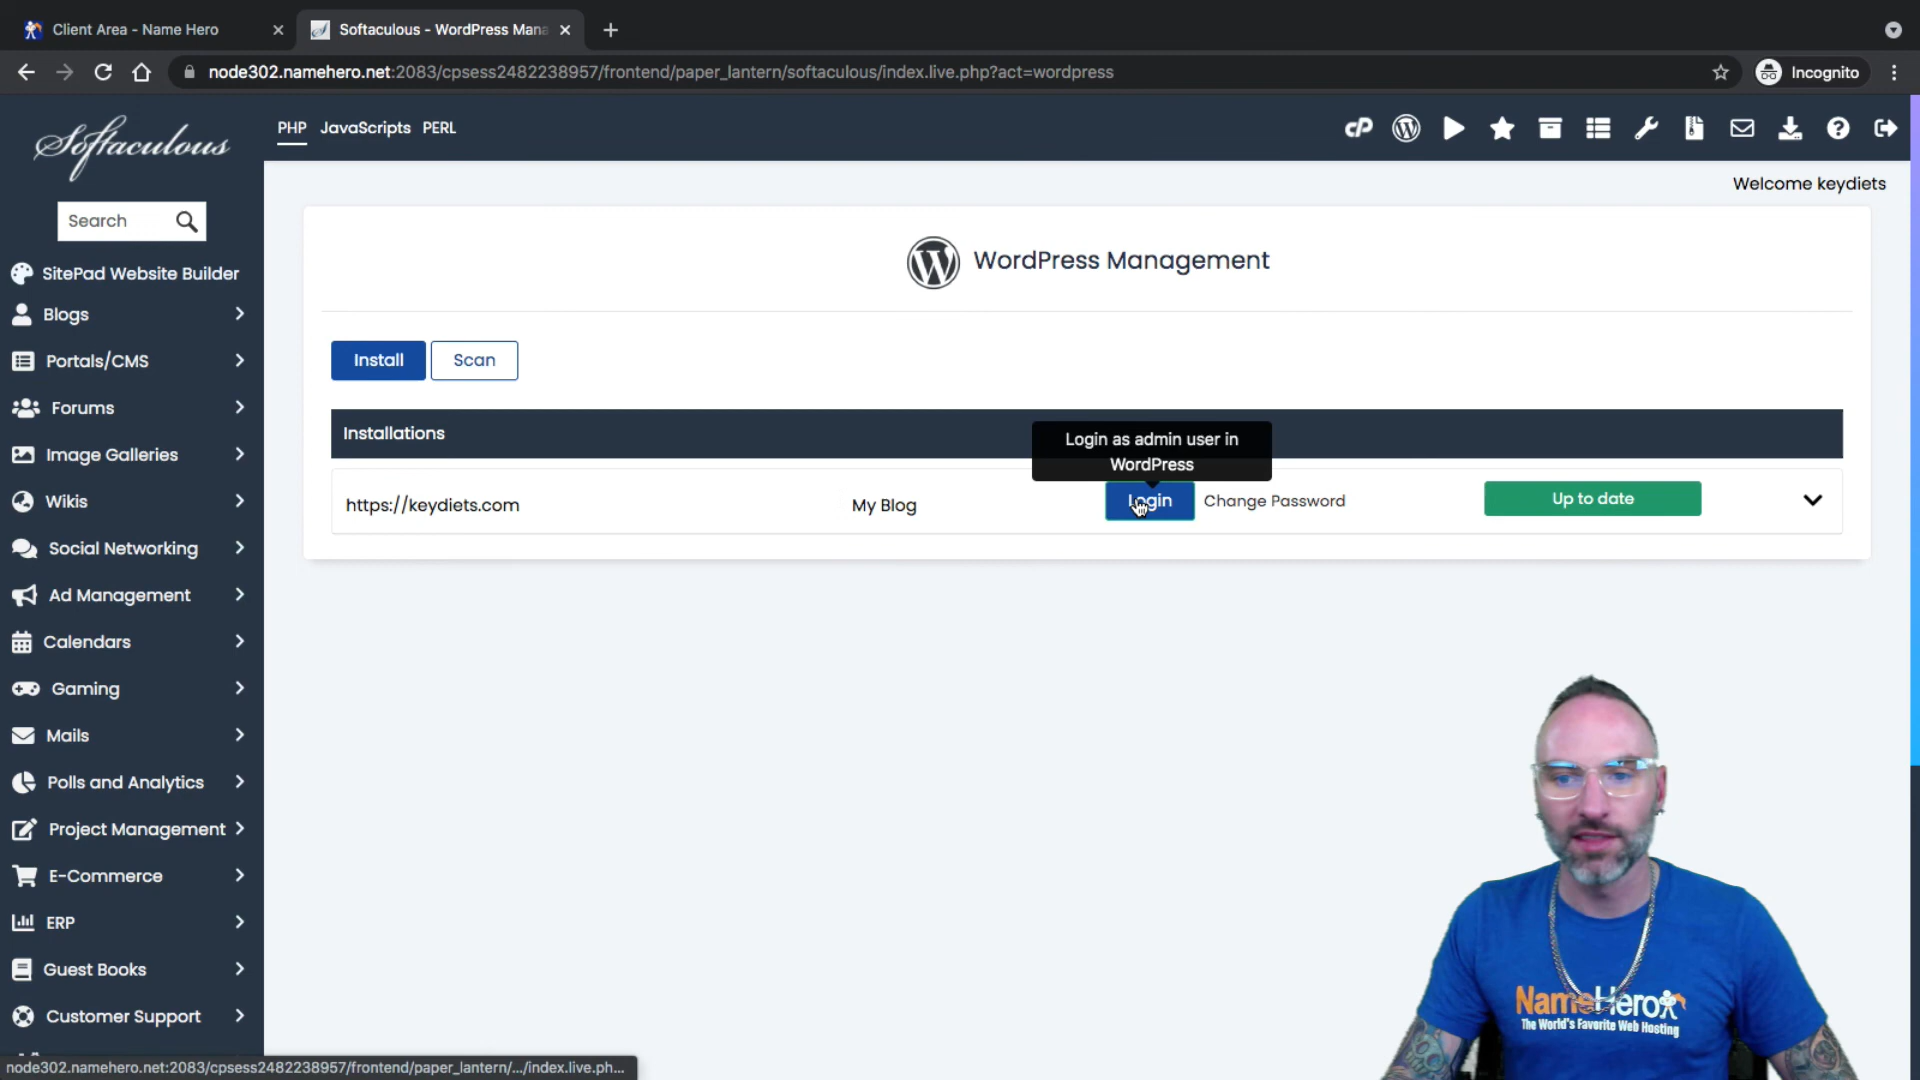 Client Area - Name Hero
Softaculous - WordPress Mana
node302.namehero.net:2083/cpsess2482238957/frontend/paper_lantern/softaculous/index.live.php?act=wordpress
Incognito
Softaculous
PHP JavaScripts PERL
cP
Welcome keydiets
Search
SitePad Website Builder
Blogs
Portals/CMS
Forums
Image Galleries
Wikis
Social Networking
Ad Management
Calendars
Gaming
Mails
Polls and Analytics
Project Management
E-Commerce
ERP
Guest Books
Customer Support
WordPress Management
Install Scan
Installations
Login as admin user in
WordPress
https://keydiets.com My Blog Login Change Password Up to date
NameHero
The World's Favorite Web Hosting
node302.namehero.net:2083/cpsess2482238957/frontend/paper_lantern/.../index.live.ph...